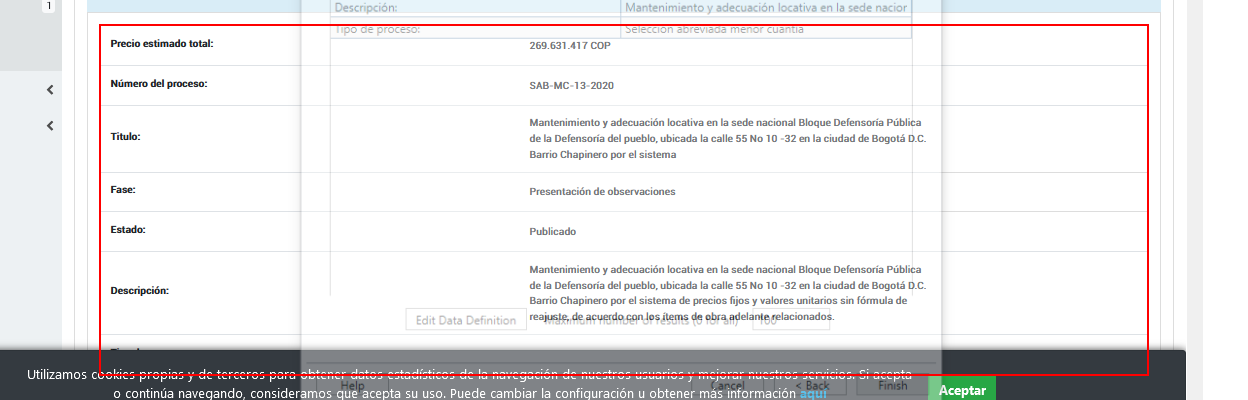 1
Descripción: Mantenimiento y adecuación locativa en la sede nacior
Tipo de proceso: Selección abreviada menor cuantía
Precio estimado total: 269.631.417 COP
Número del proceso: SAB-MC-13-2020
Título: Mantenimiento y adecuación locativa en la sede nacional Bloque Defensoría Pública
de la Defensoría del pueblo, ubicada la calle 55 No 10 -32 en la ciudad de Bogotá D.C.
Barrio Chapinero por el sistema
Fase: Presentación de observaciones
Estado: Publicado
Descripción: Mantenimiento y adecuación locativa en la sede nacional Bloque Defensoría Pública
de la Defensoría del pueblo, ubicada la calle 55 No 10 -32 en la ciudad de Bogotá D.C.
Barrio Chapinero por el sistema de precios fijos y valores unitarios sin fórmula de
reajuste, de acuerdo con los ítems de obra adelante relacionados.
Edit Data Definition Maximum number of results (0 for all) 100
Utilizamos cookies propias y de terceros para obtener datos estadísticos de la navegación de nuestros usuarios y mejorar nuestros servicios. Si acepta
o continúa navegando, consideramos que acepta su uso. Puede cambiar la configuración u obtener más información aquí
Help Cancel < Back Finish Aceptar